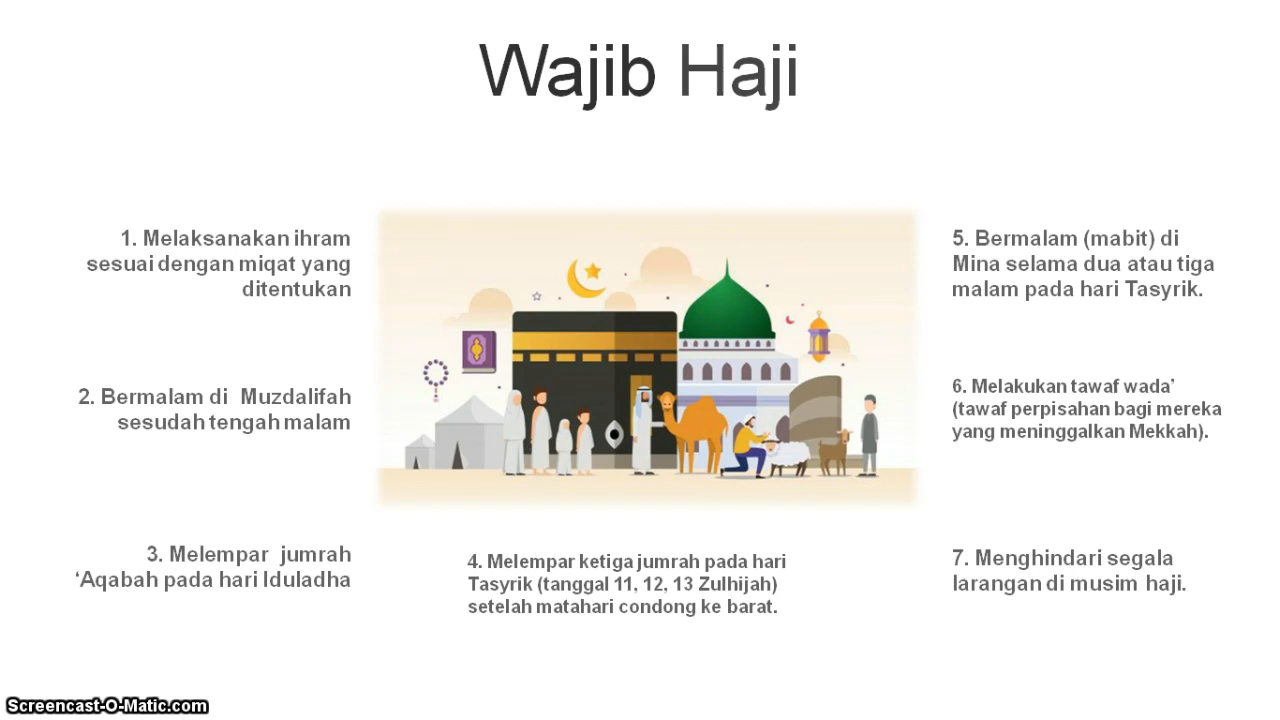 Wajib Haji
1. Melaksanakan ihram
sesuai dengan miqat yang
ditentukan
2. Bermalam di Muzdalifah
sesudah tengah malam
3. Melempar jumrah
‘Aqabah pada hari Iduladha
4. Melempar ketiga jumrah pada hari
Tasyrik (tanggal 11, 12, 13 Zulhijah)
setelah matahari condong ke barat.
5. Bermalam (mabit) di
Mina selama dua atau tiga
malam pada hari Tasyrik.
6. Melakukan tawaf wada’
(tawaf perpisahan bagi mereka
yang meninggalkan Mekkah).
7. Menghindari segala
larangan di musim haji.
Screencast-O-Matic.com